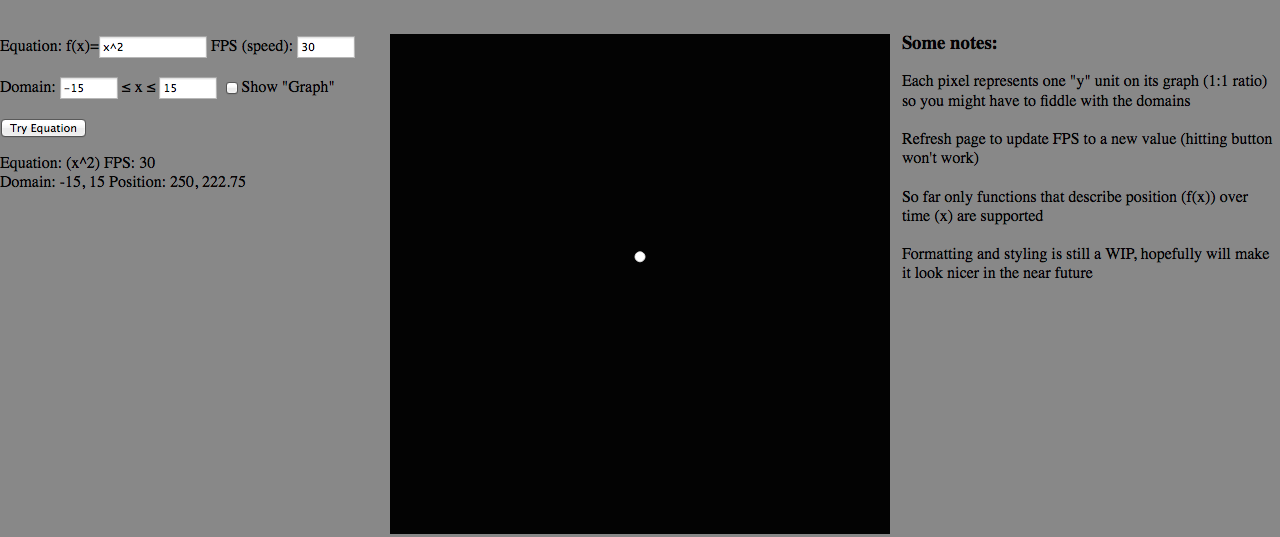 Equation: f(x)= x^2 FPS (speed): 30
Domain: -15 ≤ x ≤ 15 Show "Graph"
Try Equation
Equation: (x^2) FPS: 30
Domain: -15, 15 Position: 250, 222.75
Some notes:
Each pixel represents one "y" unit on its graph (1:1 ratio)
so you might have to fiddle with the domains
Refresh page to update FPS to a new value (hitting button
won't work)
So far only functions that describe position (f(x)) over
time (x) are supported
Formatting and styling is still a WIP, hopefully will make
it look nicer in the near future